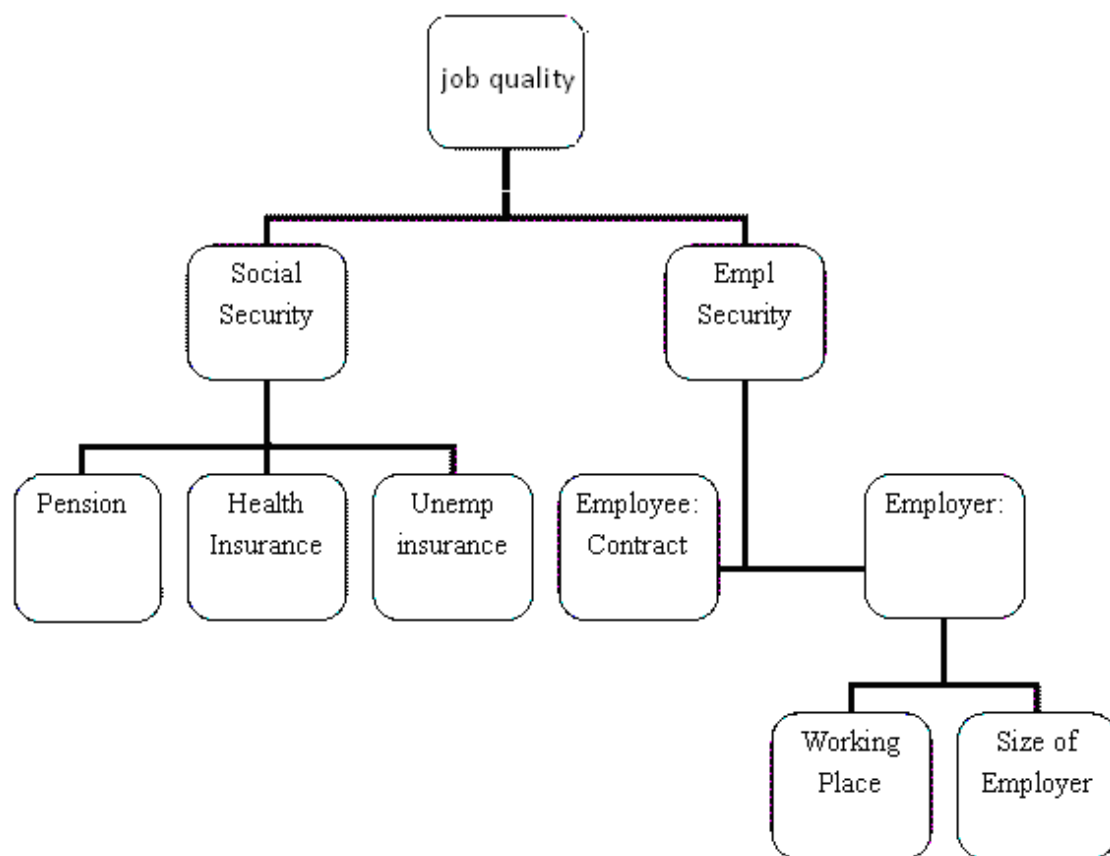 job quality
Social
Security
Empl
Security
Pension
Health
Insurance
Unemp
insurance
Employee:
Contract
Employer:
Working
Place
Size of
Employer